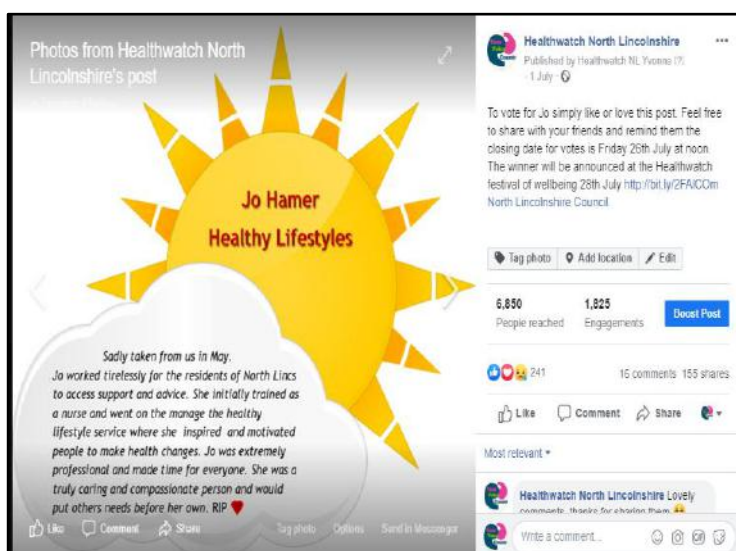 Photos from Healthwatch North
Lincolnshire's post
Jo Hamer
Healthy Lifestyles
Sadly taken from us in May.
Jo worked tirelessly for the residents of North Lincs
to access support and advice. She initially trained as
a nurse and went on the manage the healthy
lifestyle service where she inspired and motivated
people to make health changes. Jo was extremely
professional and made time for everyone. She was a
truly caring and compassionate person and would
put others needs before her own. RIP
Like Comment Share Tag photo Options Send in Messenger
Healthwatch North Lincolnshire
Published by Healthwatch NL Yvonne
· 1 July ·
To vote for Jo simply like or love this post. Feel free
to share with your friends and remind them the
closing date for votes is Friday 26th July at noon.
The winner will be announced at the Healthwatch
festival of wellbeing 28th July
North Lincolnshire Council
Tag photo Add location Edit
6,850 1,825 Boost Post
People reached Engagements
241 16 comments 155 shares
Like Comment Share
Most relevant
Healthwatch North Lincolnshire Lovely
comments, thanks for sharing them
Write a comment...